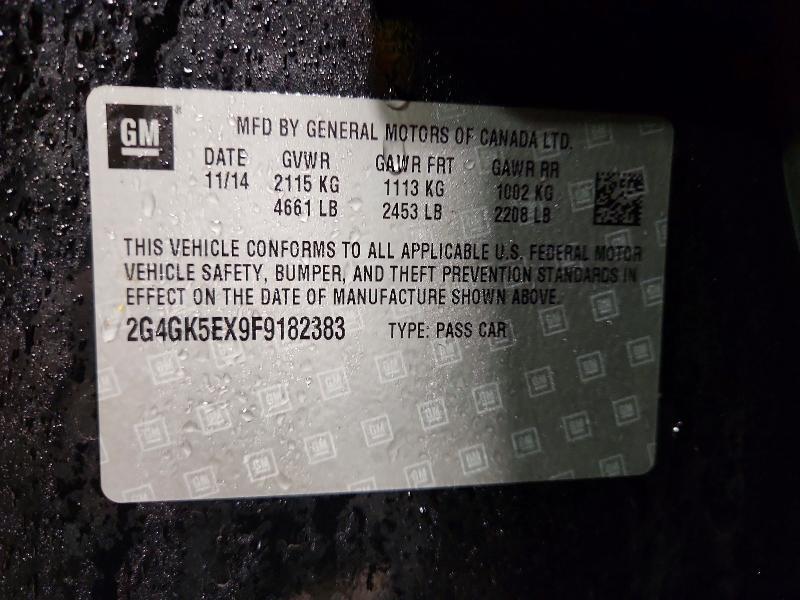 GM
MFD BY GENERAL MOTORS OF CANADA LTD.
DATE GVWR GAWR FRT GAWR RR
11/14 2115 KG 1113 KG 1002 KG
4661 LB 2453 LB 2208 LB
THIS VEHICLE CONFORMS TO ALL APPLICABLE U.S. FEDERAL MOTOR
VEHICLE SAFETY, BUMPER, AND THEFT PREVENTION STANDARDS IN
EFFECT ON THE DATE OF MANUFACTURE SHOWN ABOVE.
2G4GK5EX9F9182383 TYPE: PASS CAR